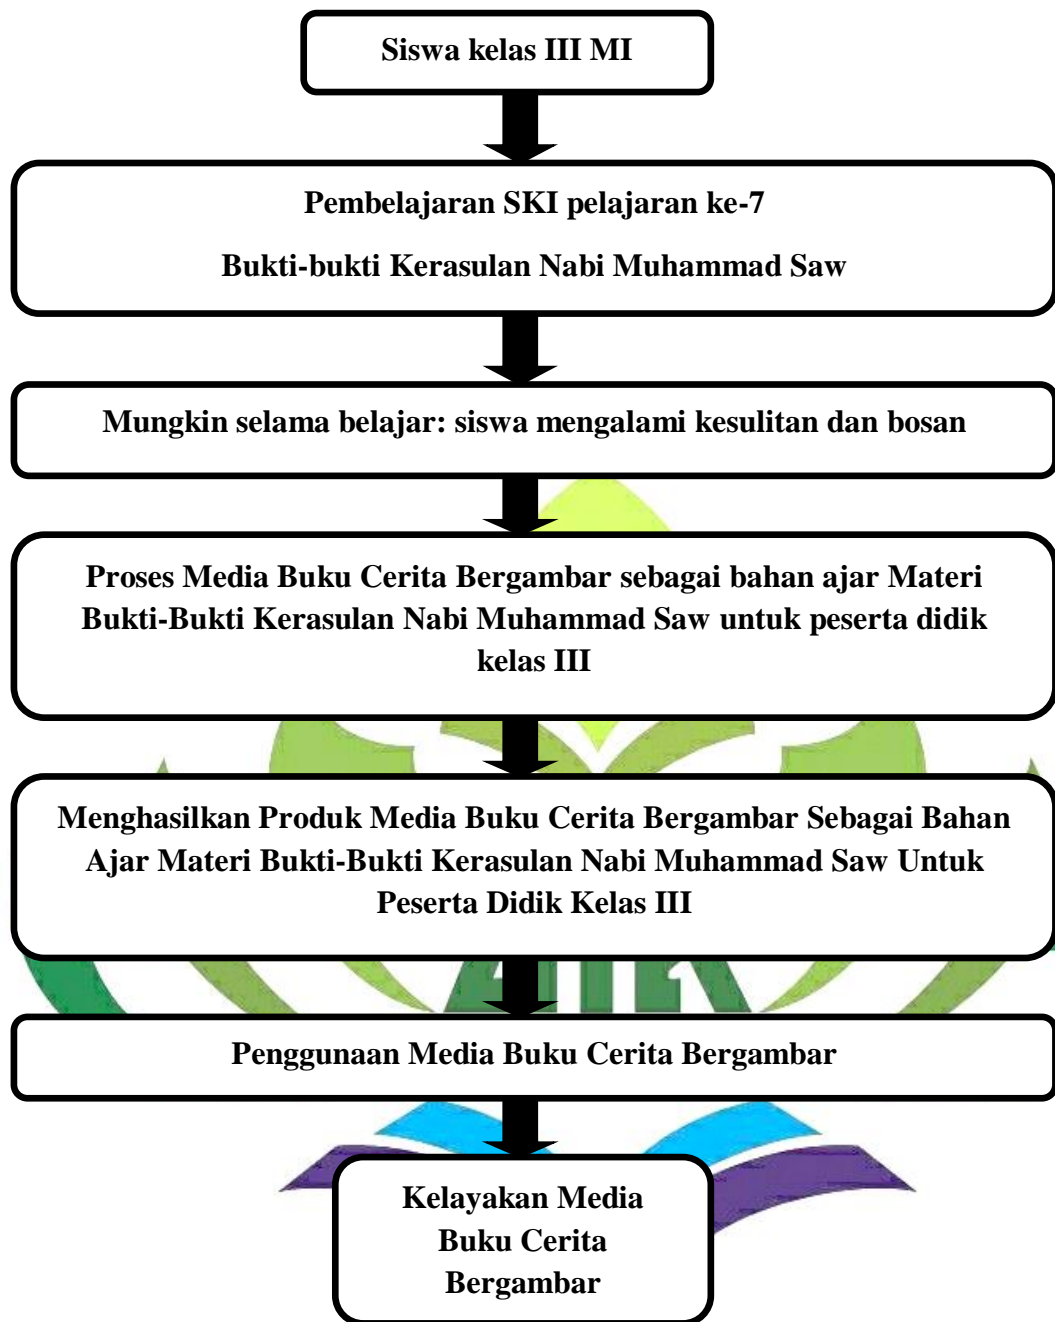 Siswa kelas III MI
Pembelajaran SKI pelajaran ke-7
Bukti-bukti Kerasulan Nabi Muhammad Saw
Mungkin selama belajar: siswa mengalami kesulitan dan bosan
Proses Media Buku Cerita Bergambar sebagai bahan ajar Materi
Bukti-Bukti Kerasulan Nabi Muhammad Saw untuk peserta didik
kelas III
Menghasilkan Produk Media Buku Cerita Bergambar Sebagai Bahan
Ajar Materi Bukti-Bukti Kerasulan Nabi Muhammad Saw Untuk
Peserta Didik Kelas III
Penggunaan Media Buku Cerita Bergambar
Kelayakan Media
Buku Cerita
Bergambar